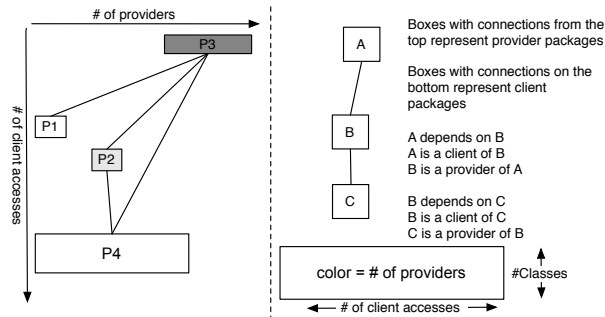 # of providers
# of client accesses
P3
P1
P2
P4
A
B
C
Boxes with connections from the
top represent provider packages
Boxes with connections on the
bottom represent client
packages
A depends on B
A is a client of B
B is a provider of A
B depends on C
B is a client of C
C is a provider of B
color = # of providers
#Classes
# of client accesses